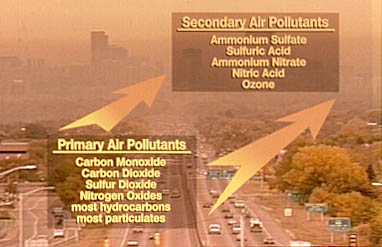 Secondary Air Pollutants
Ammonium Sulfate
Sulfuric Acid
Ammonium Nitrate
Nitric Acid
Ozone
Primary Air Pollutants
Carbon Monoxide
Carbon Dioxide
Sulfur Dioxide
Nitrogen Oxides
most hydrocarbons
most particulates